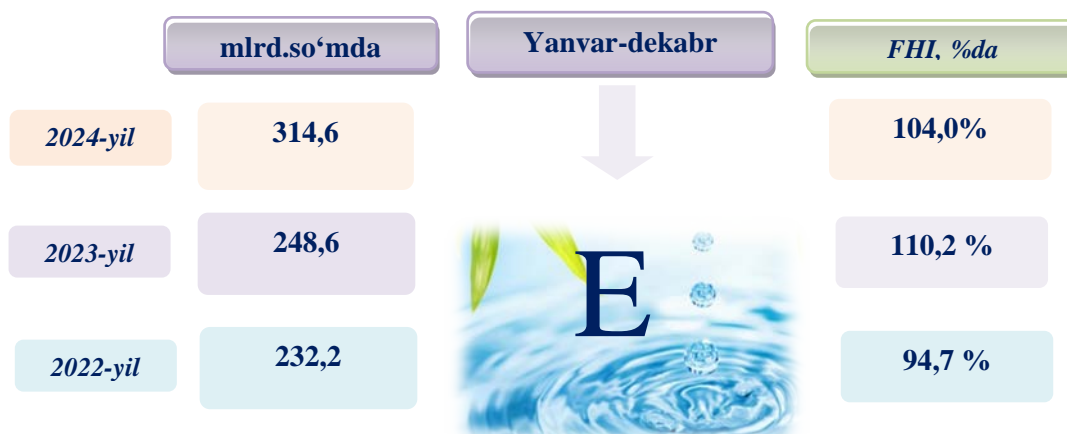 mlrd.so‘mda Yanvar-dekabr FHI, %da
2024-yil 314,6 104,0%
2023-yil 248,6 110,2 %
E
2022-yil 232,2 94,7 %